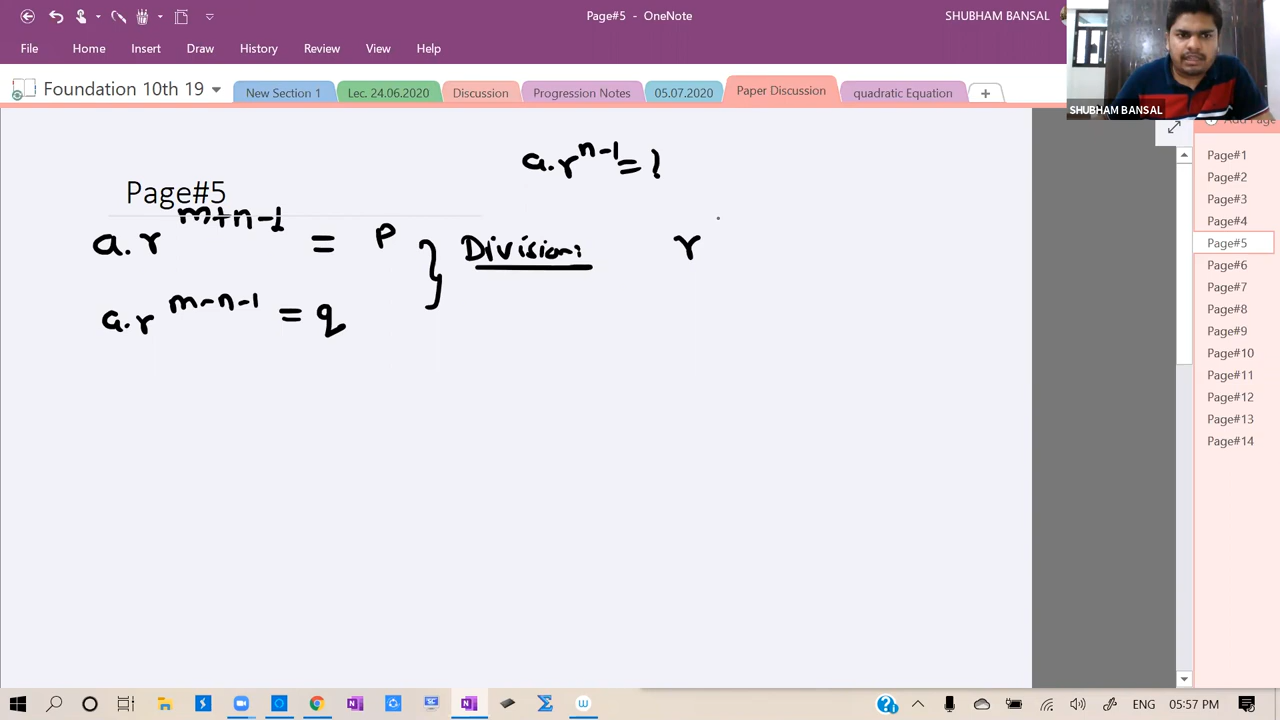 Page#5 - OneNote
SHUBHAM BANSAL
File Home Insert Draw History Review View Help
Foundation 10th 19
New Section 1
Lec. 24.06.2020
Discussion
Progression Notes
05.07.2020
Paper Discussion
quadratic Equation
SHUBHAM BANSAL
Page#5
a.r^{n-1} = ?
a.r^{m+n-1} = p
Division:
r
a.r^{m-n-1} = q
Page#1
Page#2
Page#3
Page#4
Page#5
Page#6
Page#7
Page#8
Page#9
Page#10
Page#11
Page#12
Page#13
Page#14
ENG
05:57 PM